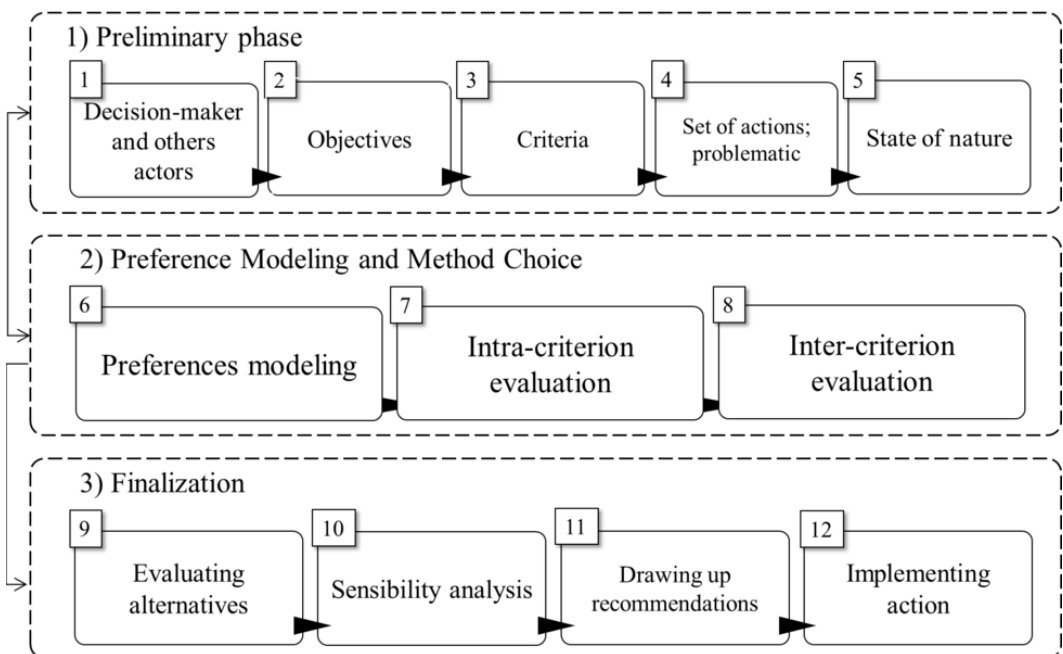 1) Preliminary phase
1
Decision-maker
and others
actors
2
Objectives
3
Criteria
4
Set of actions;
problematic
5
State of nature
2) Preference Modeling and Method Choice
6
Preferences modeling
7
Intra-criterion
evaluation
8
Inter-criterion
evaluation
3) Finalization
9
Evaluating
alternatives
10
Sensibility analysis
11
Drawing up
recommendations
12
Implementing
action